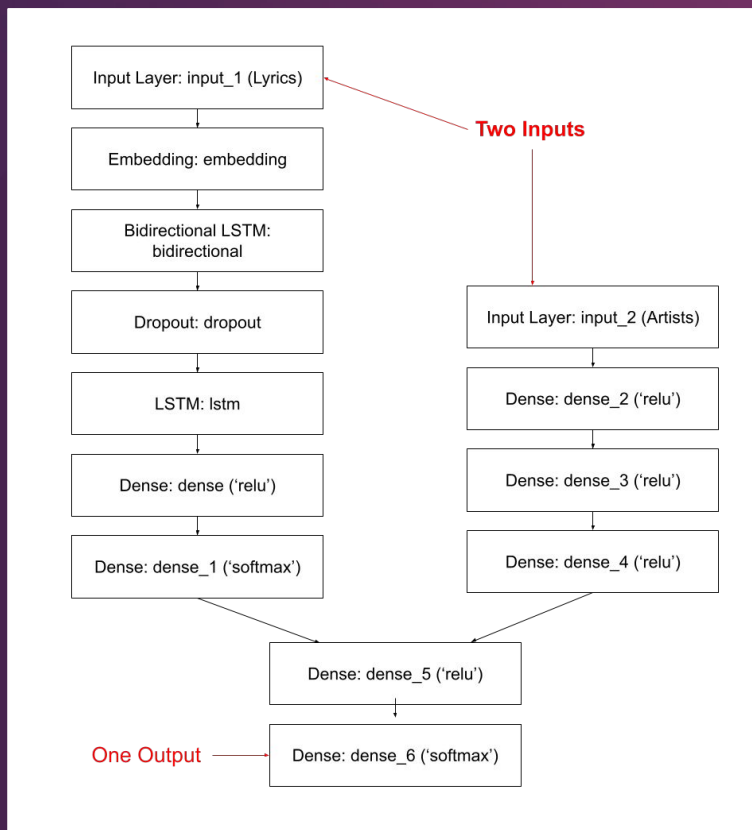 Input Layer: input_1 (Lyrics)
Two Inputs
Embedding: embedding
Bidirectional LSTM:
bidirectional
Dropout: dropout
Input Layer: input_2 (Artists)
LSTM: lstm
Dense: dense_2 (‘relu’)
Dense: dense (‘relu’)
Dense: dense_3 (‘relu’)
Dense: dense_1 (‘softmax’)
Dense: dense_4 (‘relu’)
Dense: dense_5 (‘relu’)
One Output
Dense: dense_6 (‘softmax’)